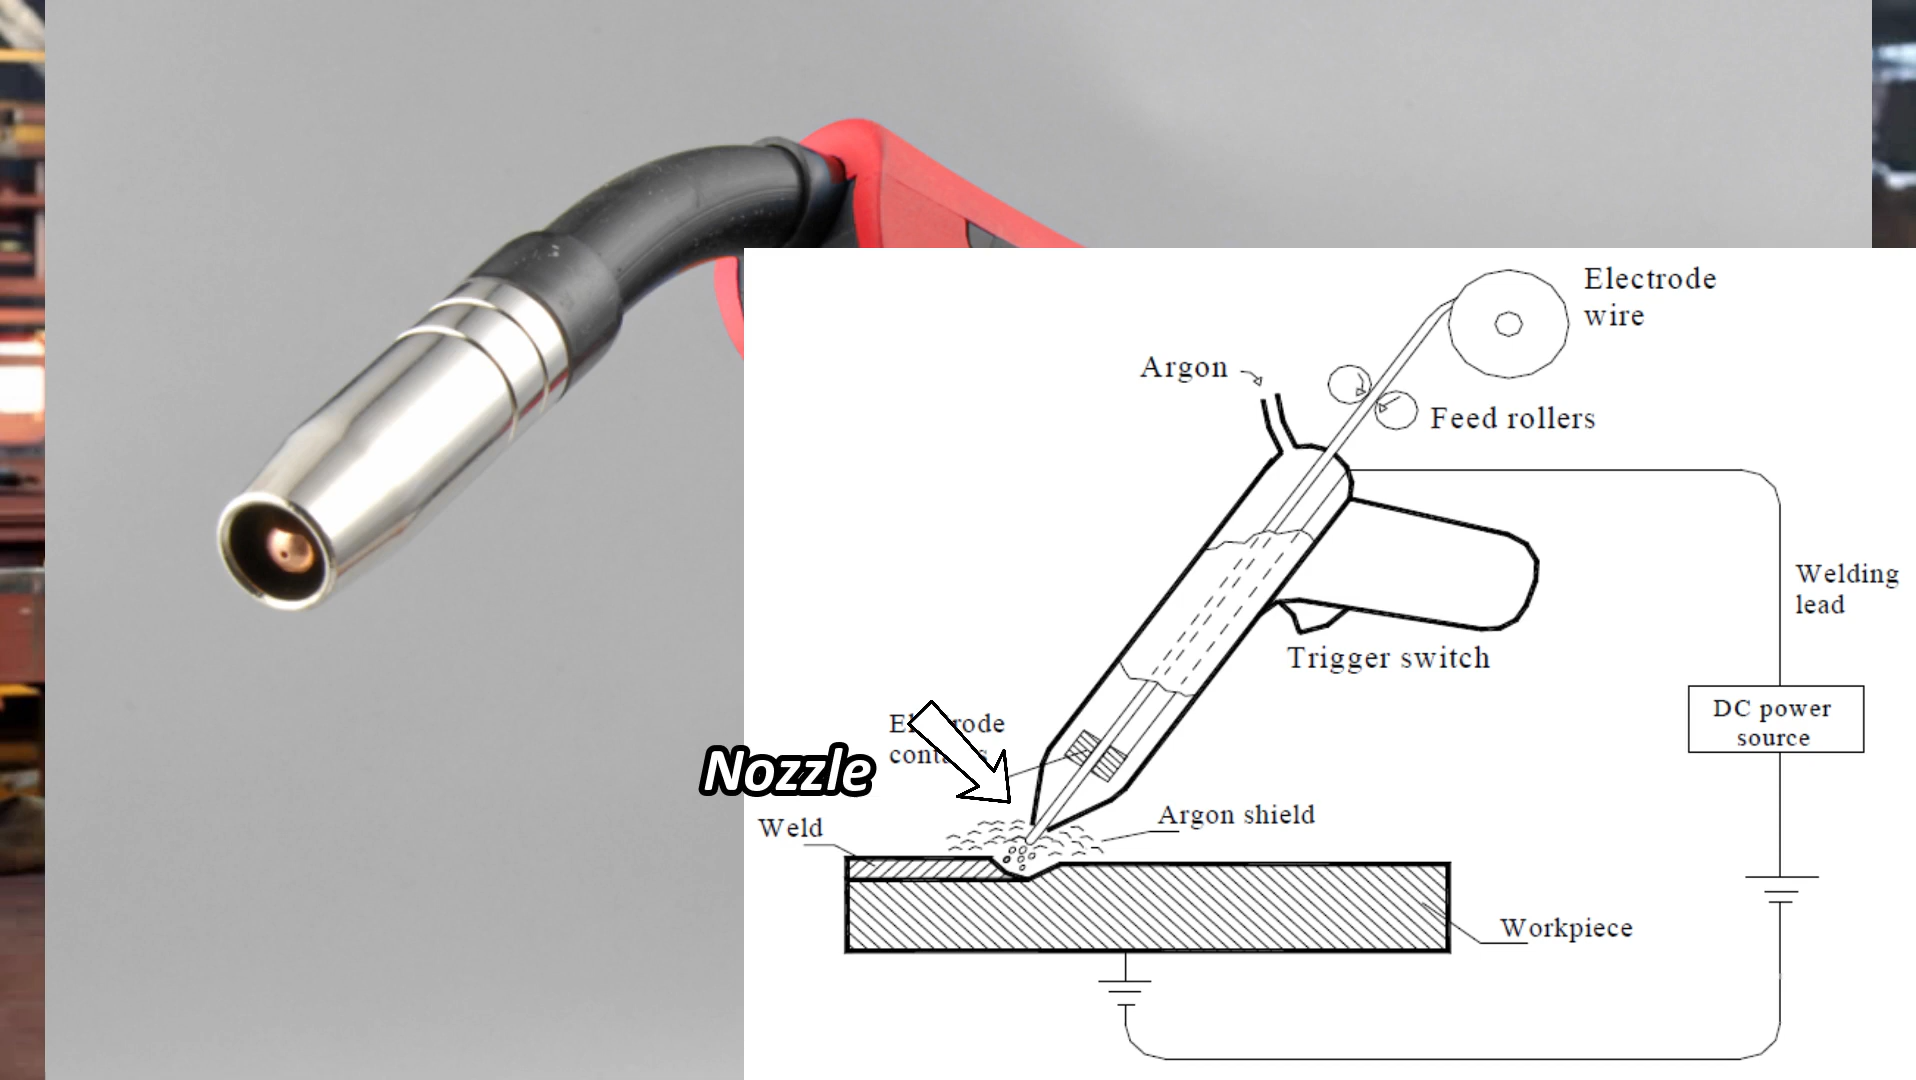 Electrode
wire
Argon
Feed rollers
Welding
lead
Trigger switch
DC power
source
Nozzle
Argon shield
Weld
Workpiece